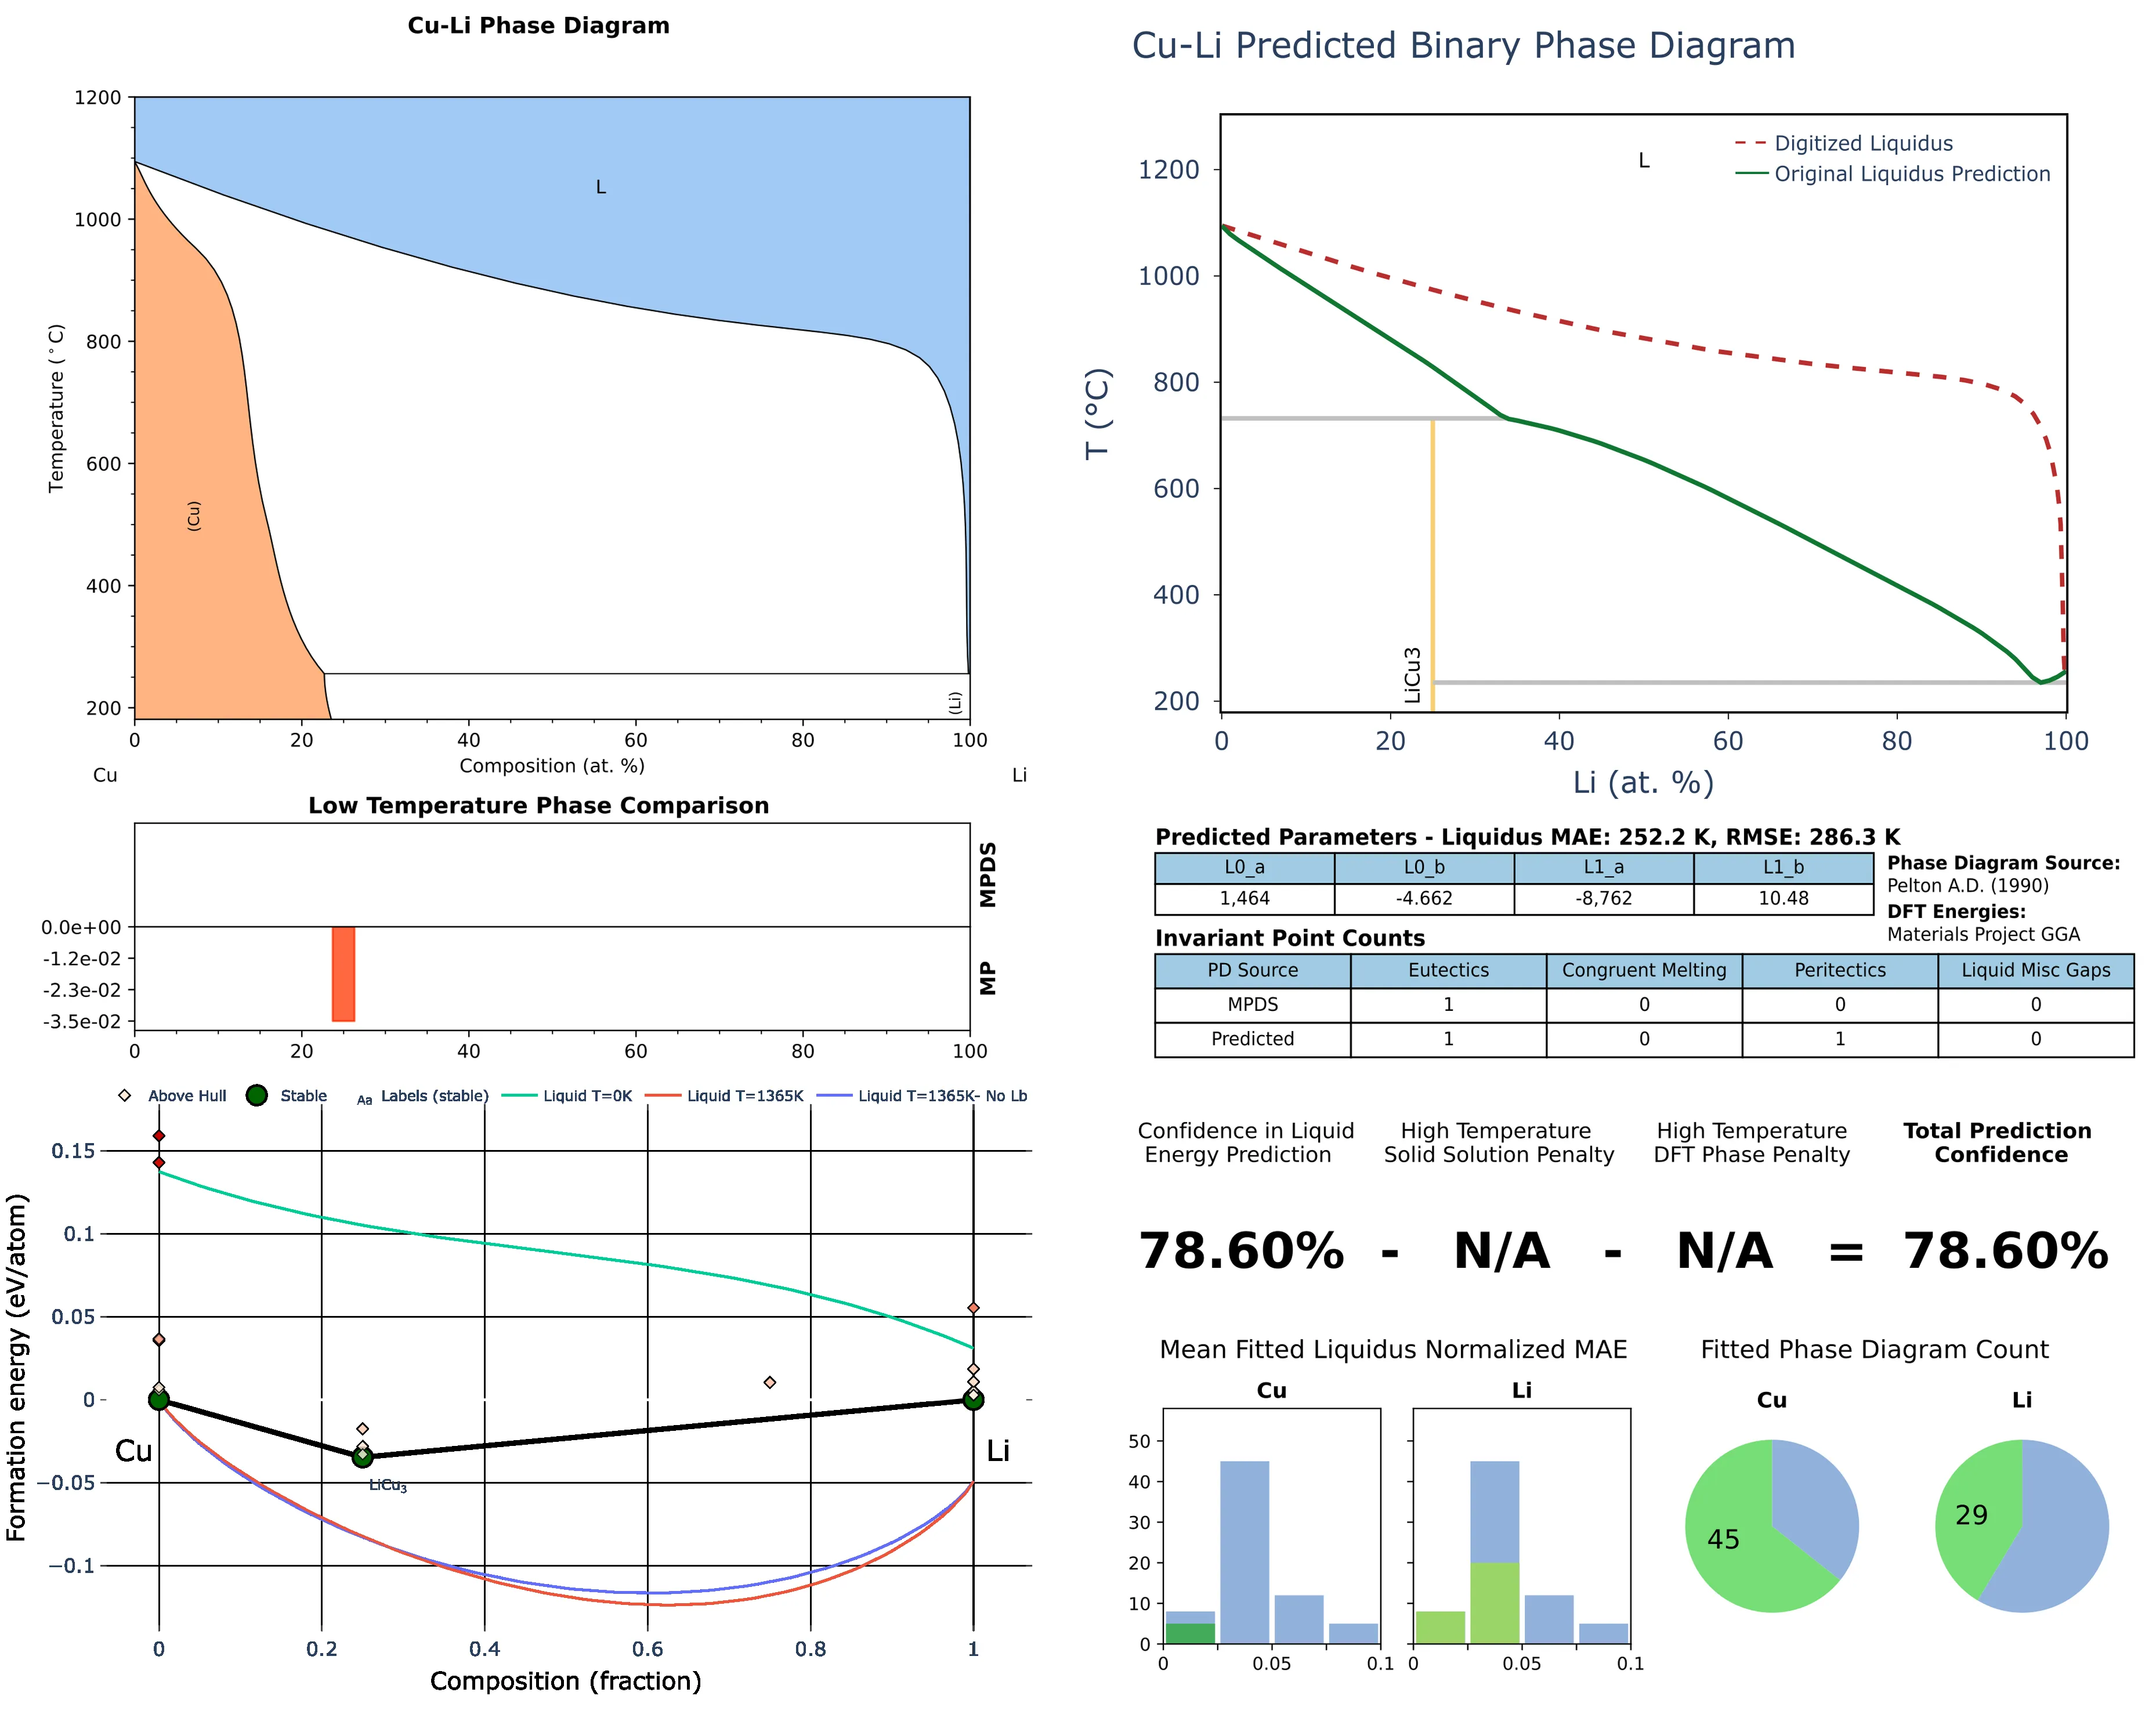 Cu-Li Phase Diagram
1200
1000
800
600
400
200
Temperature (°C)
L
(Cu)
(Li)
0 20 40 60 80 100
Cu Composition (at. %) Li
Low Temperature Phase Comparison
MPDS
0.0e+00
-1.2e-02
-2.3e-02
-3.5e-02
MP
0 20 40 60 80 100
Above Hull Stable Aa Labels (stable) Liquid T=0K Liquid T=1365K Liquid T=1365K- No Lb
0.15
0.1
0.05
0
−0.05
−0.1
Formation energy (eV/atom)
Cu
Li
LiCu3
0 0.2 0.4 0.6 0.8 1
Composition (fraction)
Cu-Li Predicted Binary Phase Diagram
L
Digitized Liquidus
Original Liquidus Prediction
1200
1000
800
600
400
200
T (°C)
LiCu3
0 20 40 60 80 100
Li (at. %)
Predicted Parameters - Liquidus MAE: 252.2 K, RMSE: 286.3 K
L0_a L0_b L1_a L1_b
1,464 -4.662 -8,762 10.48
Phase Diagram Source:
Pelton A.D. (1990)
DFT Energies:
Materials Project GGA
Invariant Point Counts
PD Source Eutectics Congruent Melting Peritectics Liquid Misc Gaps
MPDS 1 0 0 0
Predicted 1 0 1 0
Confidence in Liquid
Energy Prediction
High Temperature
Solid Solution Penalty
High Temperature
DFT Phase Penalty
Total Prediction
Confidence
78.60% - N/A - N/A = 78.60%
Mean Fitted Liquidus Normalized MAE
Fitted Phase Diagram Count
Cu
Li
Cu
Li
50
40
30
20
10
0
0 0.05 0.1
0 0.05 0.1
45
29